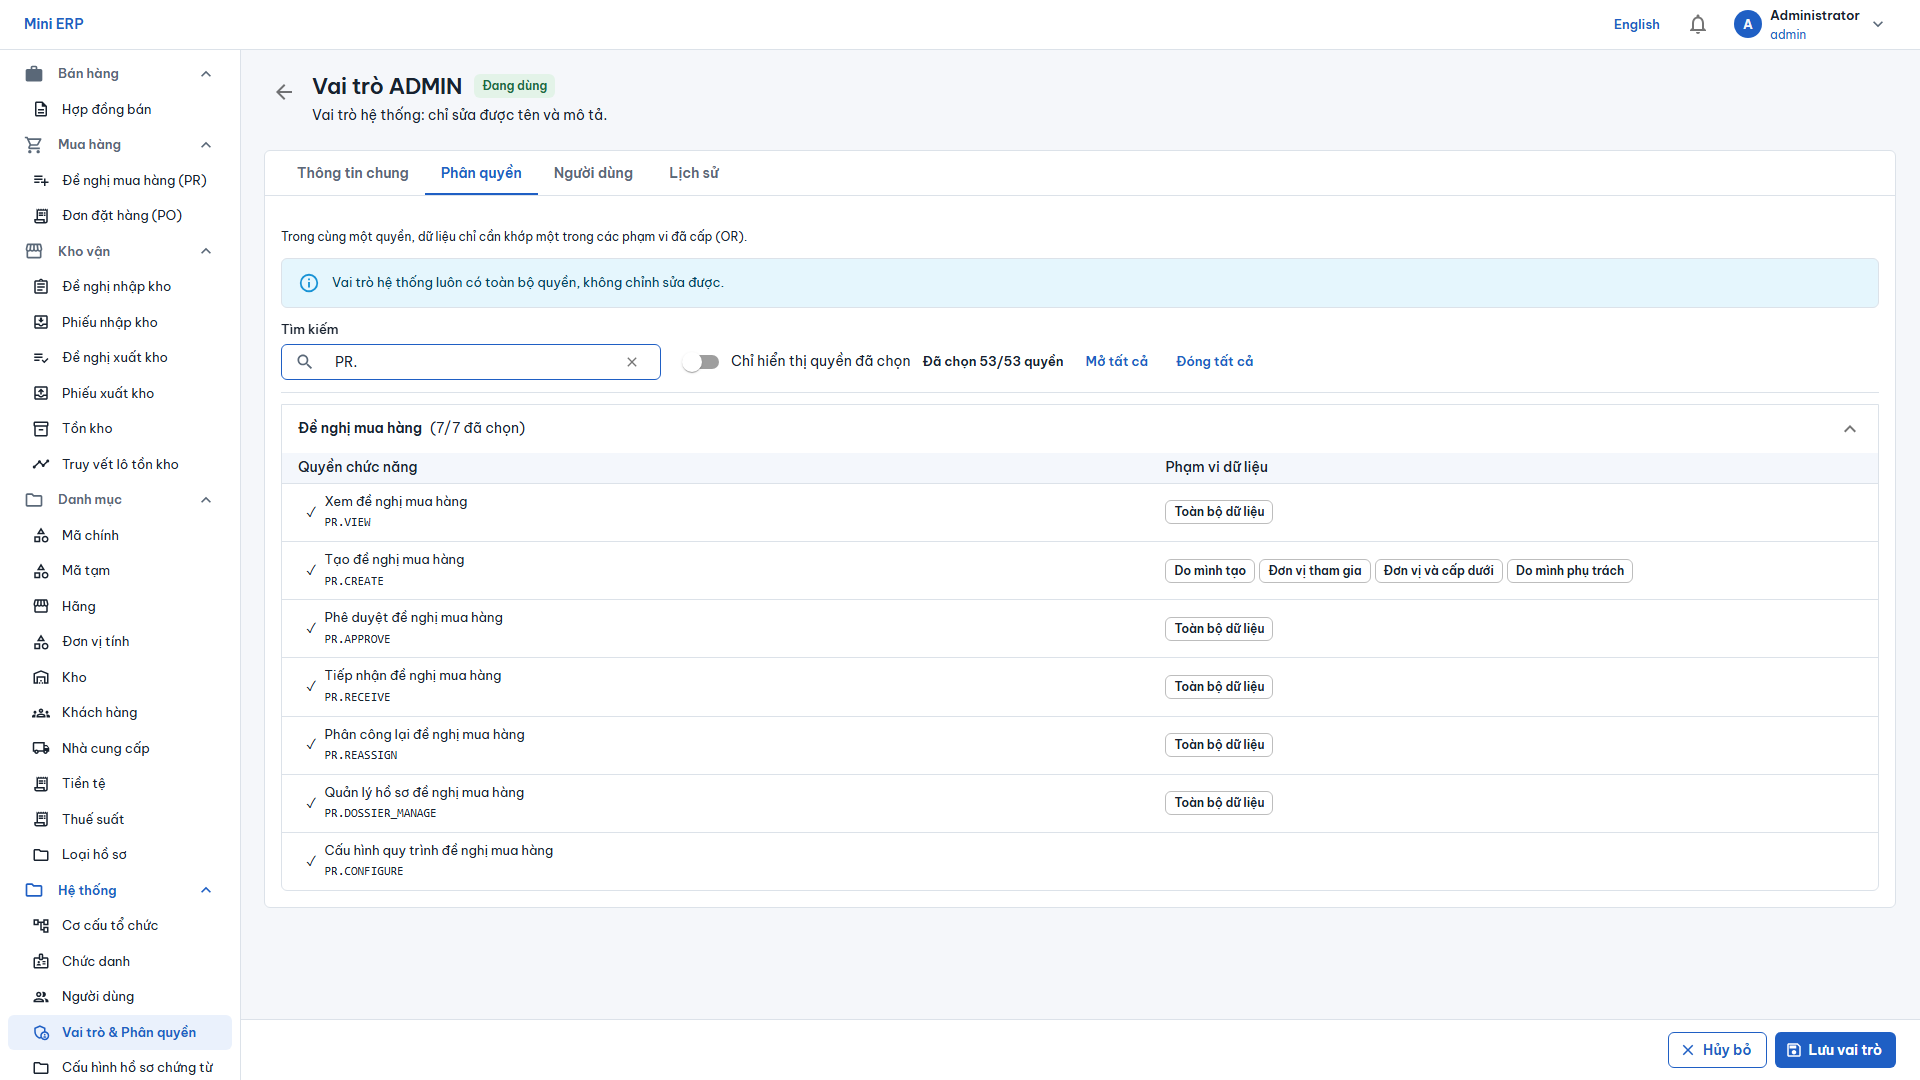 Mini ERP
English
A
Administrator
admin
Bán hàng
Hợp đồng bán
Mua hàng
Đề nghị mua hàng (PR)
Đơn đặt hàng (PO)
Kho vận
Đề nghị nhập kho
Phiếu nhập kho
Đề nghị xuất kho
Phiếu xuất kho
Tồn kho
Truy vết lô tồn kho
Danh mục
Mã chính
Mã tạm
Hãng
Đơn vị tính
Kho
Khách hàng
Nhà cung cấp
Tiền tệ
Thuế suất
Loại hồ sơ
Hệ thống
Cơ cấu tổ chức
Chức danh
Người dùng
Vai trò & Phân quyền
Cấu hình hồ sơ chứng từ
Vai trò ADMIN Đang dùng
Vai trò hệ thống: chỉ sửa được tên và mô tả.
Thông tin chung Phân quyền Người dùng Lịch sử
Trong cùng một quyền, dữ liệu chỉ cần khớp một trong các phạm vi đã cấp (OR).
Vai trò hệ thống luôn có toàn bộ quyền, không chỉnh sửa được.
Tìm kiếm
PR. Chỉ hiển thị quyền đã chọn Đã chọn 53/53 quyền Mở tất cả Đóng tất cả
Đề nghị mua hàng (7/7 đã chọn)
Quyền chức năng Phạm vi dữ liệu
Xem đề nghị mua hàng
PR.VIEW
Toàn bộ dữ liệu
Tạo đề nghị mua hàng
PR.CREATE
Do mình tạo Đơn vị tham gia Đơn vị và cấp dưới Do mình phụ trách
Phê duyệt đề nghị mua hàng
PR.APPROVE
Toàn bộ dữ liệu
Tiếp nhận đề nghị mua hàng
PR.RECEIVE
Toàn bộ dữ liệu
Phân công lại đề nghị mua hàng
PR.REASSIGN
Toàn bộ dữ liệu
Quản lý hồ sơ đề nghị mua hàng
PR.DOSSIER_MANAGE
Toàn bộ dữ liệu
Cấu hình quy trình đề nghị mua hàng
PR.CONFIGURE
Hủy bỏ Lưu vai trò